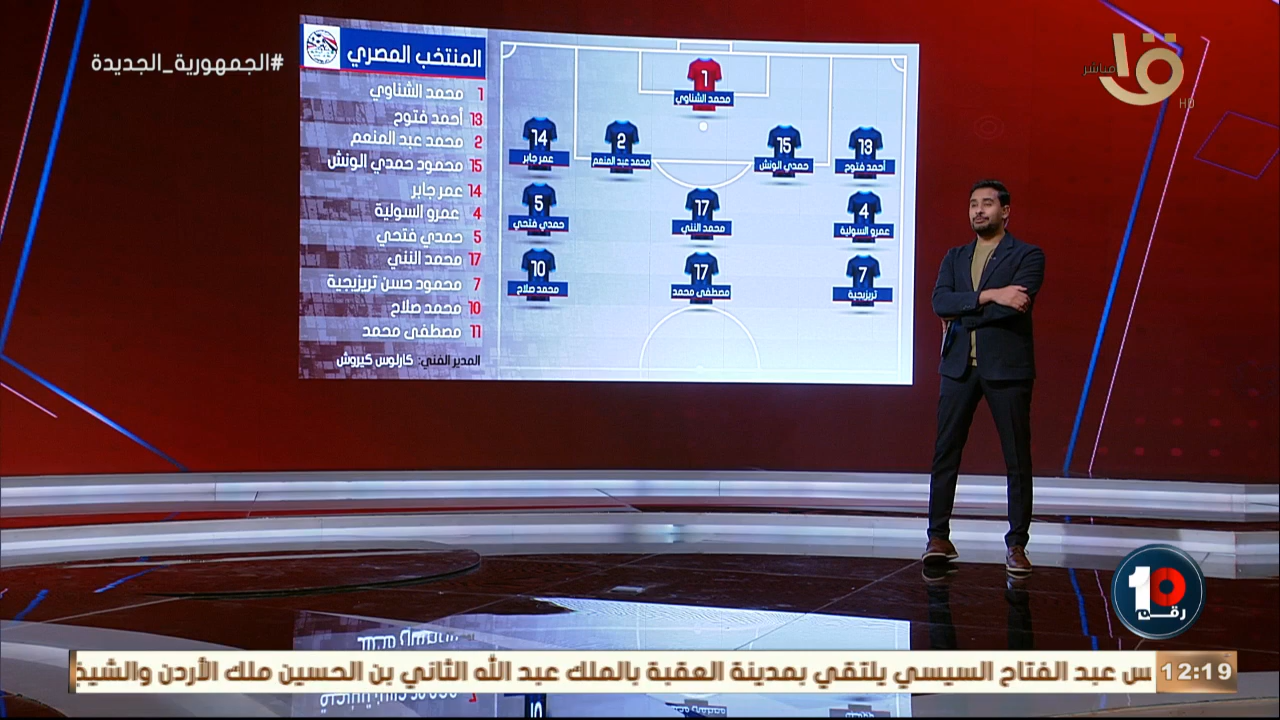 #الجمهورية_الجديدة
مباشر
HD
المنتخب المصري
1 محمد الشناوي
13 أحمد فتوح
2 محمد عبد المنعم
15 محمود حمدي الونش
14 عمر جابر
4 عمرو السولية
5 حمدي فتحي
17 محمد النني
7 محمود حسن تريزيجية
10 محمد صلاح
11 مصطفى محمد
المدير الفني: كارلوس كيروش
1
محمد الشناوي
14
عمر جابر
2
محمد عبد المنعم
15
حمدي الونش
13
أحمد فتوح
5
حمدي فتحي
17
محمد النني
4
عمرو السولية
10
محمد صلاح
17
مصطفى محمد
7
تريزيجية
10
رقم
12:19
س عبد الفتاح السيسي يلتقي بمدينة العقبة بالملك عبد الله الثاني بن الحسين ملك الأردن والشيخ